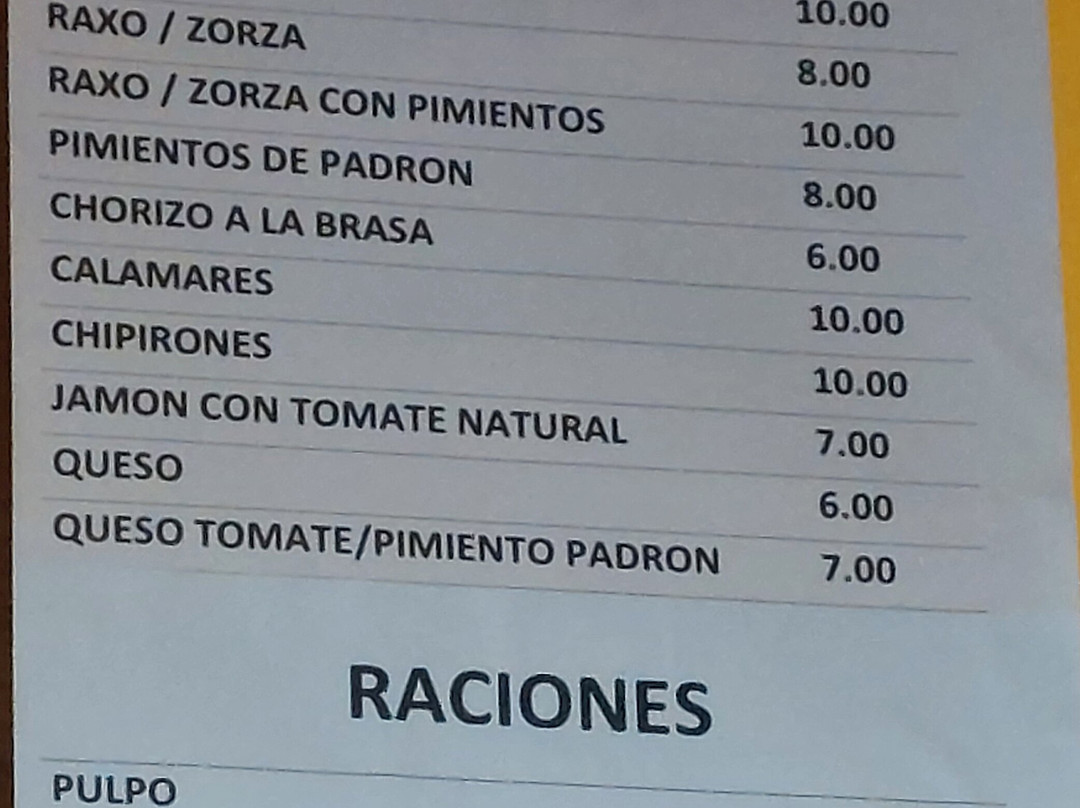 10.00
RAXO / ZORZA 8.00
RAXO / ZORZA CON PIMIENTOS 10.00
PIMIENTOS DE PADRON 8.00
CHORIZO A LA BRASA 6.00
CALAMARES 10.00
CHIPIRONES 10.00
JAMON CON TOMATE NATURAL 7.00
QUESO 6.00
QUESO TOMATE/PIMIENTO PADRON 7.00
RACIONES
PULPO